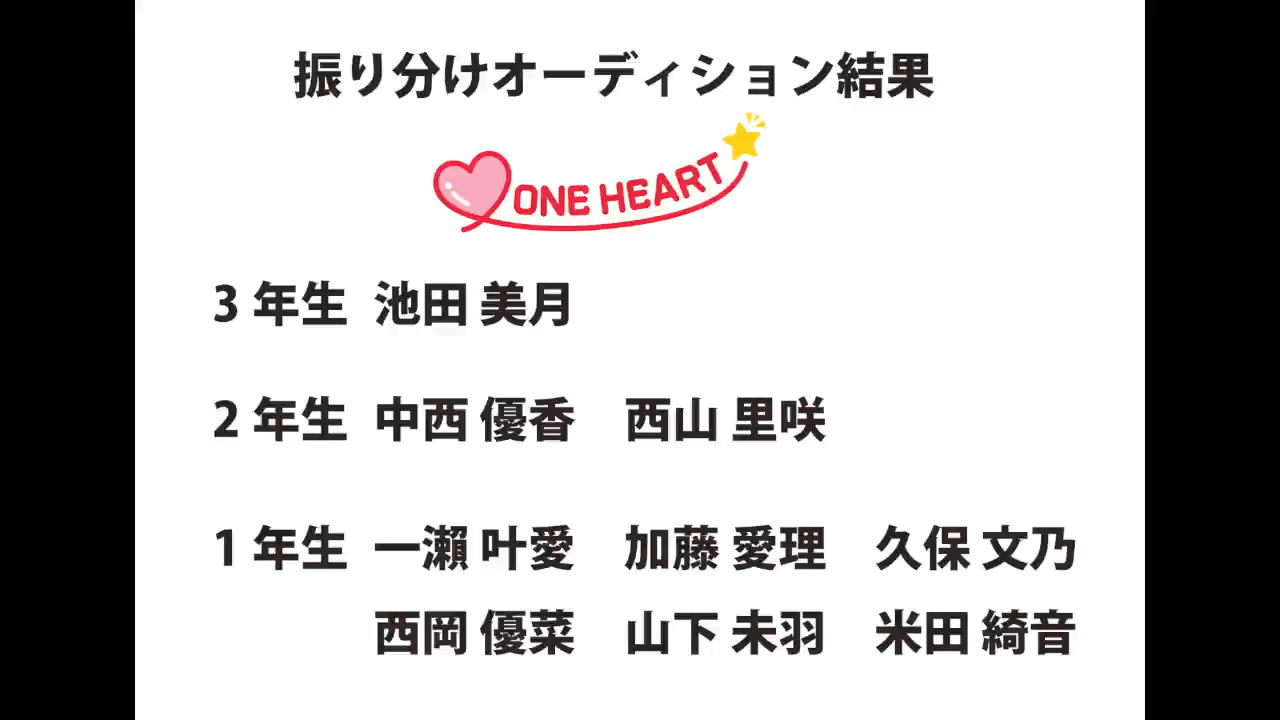 振り分けオーディション結果
ONE HEART
3年生 池田 美月
2年生 中西 優香 西山 里咲
1年生 一瀨 叶愛 加藤 愛理 久保 文乃
西岡 優菜 山下 未羽 米田 綺音